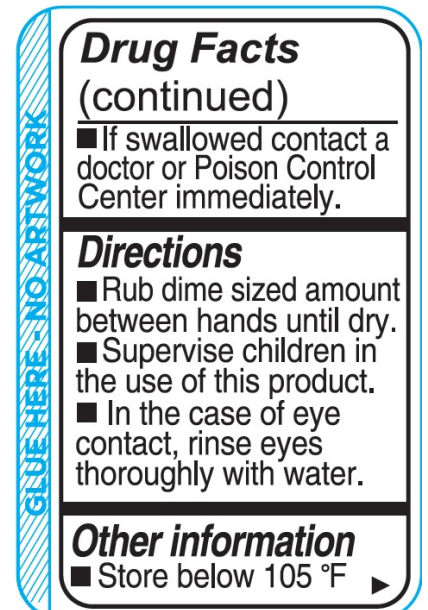 Drug Facts
(continued)
■ If swallowed contact a
doctor or Poison Control
Center immediately.
Directions
■ Rub dime sized amount
between hands until dry.
■ Supervise children in
the use of this product.
■ In the case of eye
contact, rinse eyes
thoroughly with water.
Other information
■ Store below 105 °F ▶
GLUE HERE - NO ARTWORK